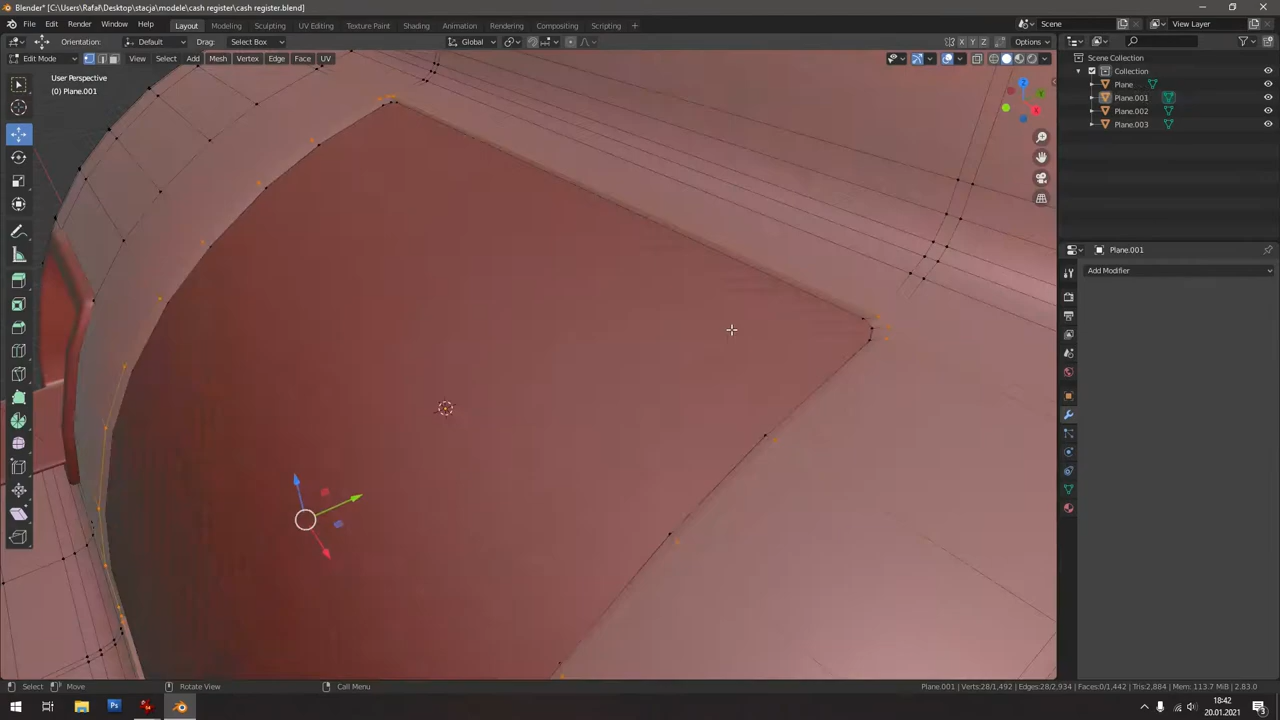 Blender* [C:\Users\Rafał\Desktop\stacja\modele\cash register\cash register.blend]
File Edit Render Window Help
Layout Modeling Sculpting UV Editing Texture Paint Shading Animation Rendering Compositing Scripting +
Scene
View Layer
Orientation: Default Drag: Select Box
Global
X Y Z
Options
Edit Mode
View Select Add Mesh Vertex Edge Face UV
User Perspective
(0) Plane.001
Scene Collection
Collection
Plane
Plane.001
Plane.002
Plane.003
Plane.001
Add Modifier
Select
Move
Rotate View
Call Menu
Plane.001 | Verts:28/1,492 | Edges:28/2,934 | Faces:0/1,442 | Tris:2,884 | Mem: 113.7 MiB | 2.83.0
Ps
18:42
20.01.2021